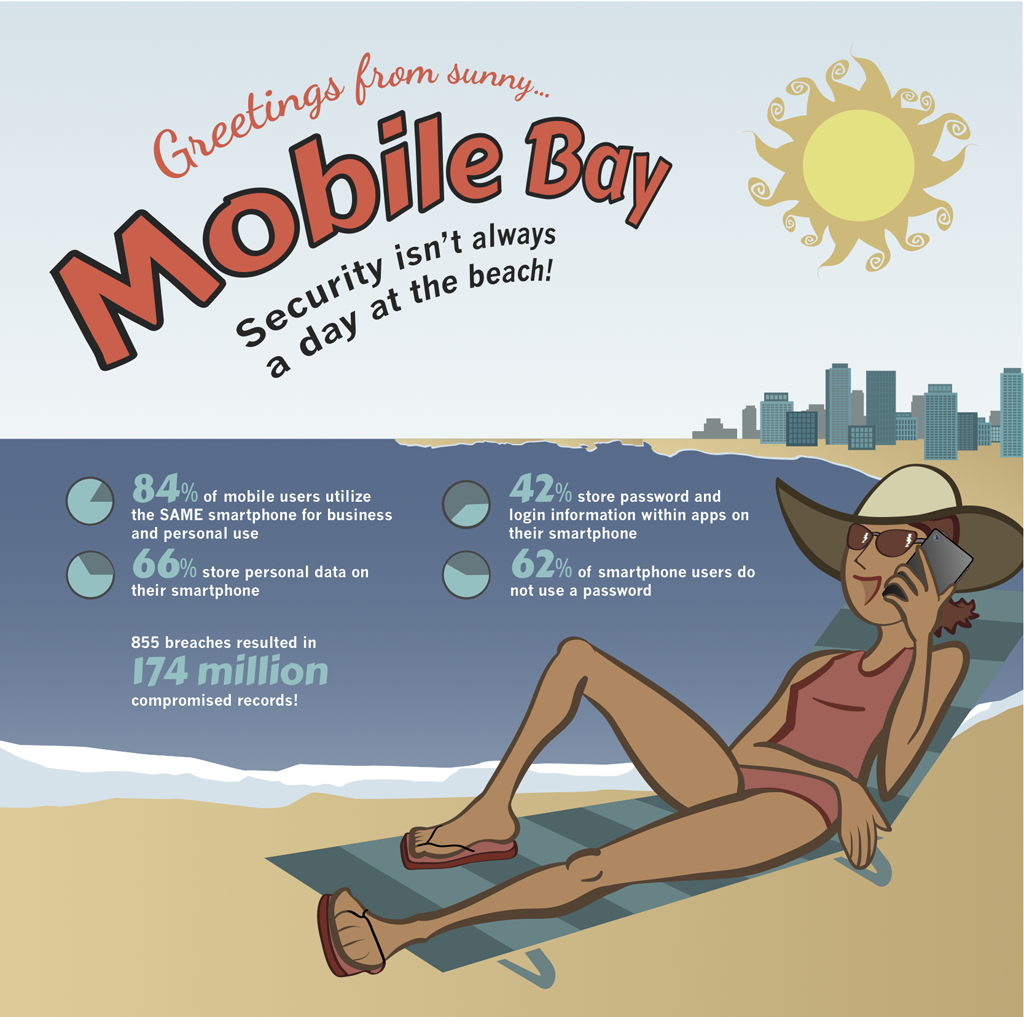 Greetings from sunny...
Mobile Bay
Security isn't always
a day at the beach!
84% of mobile users utilize
the SAME smartphone for business
and personal use
66% store personal data on
their smartphone
42% store password and
login information within apps on
their smartphone
62% of smartphone users do
not use a password
855 breaches resulted in
174 million
compromised records!